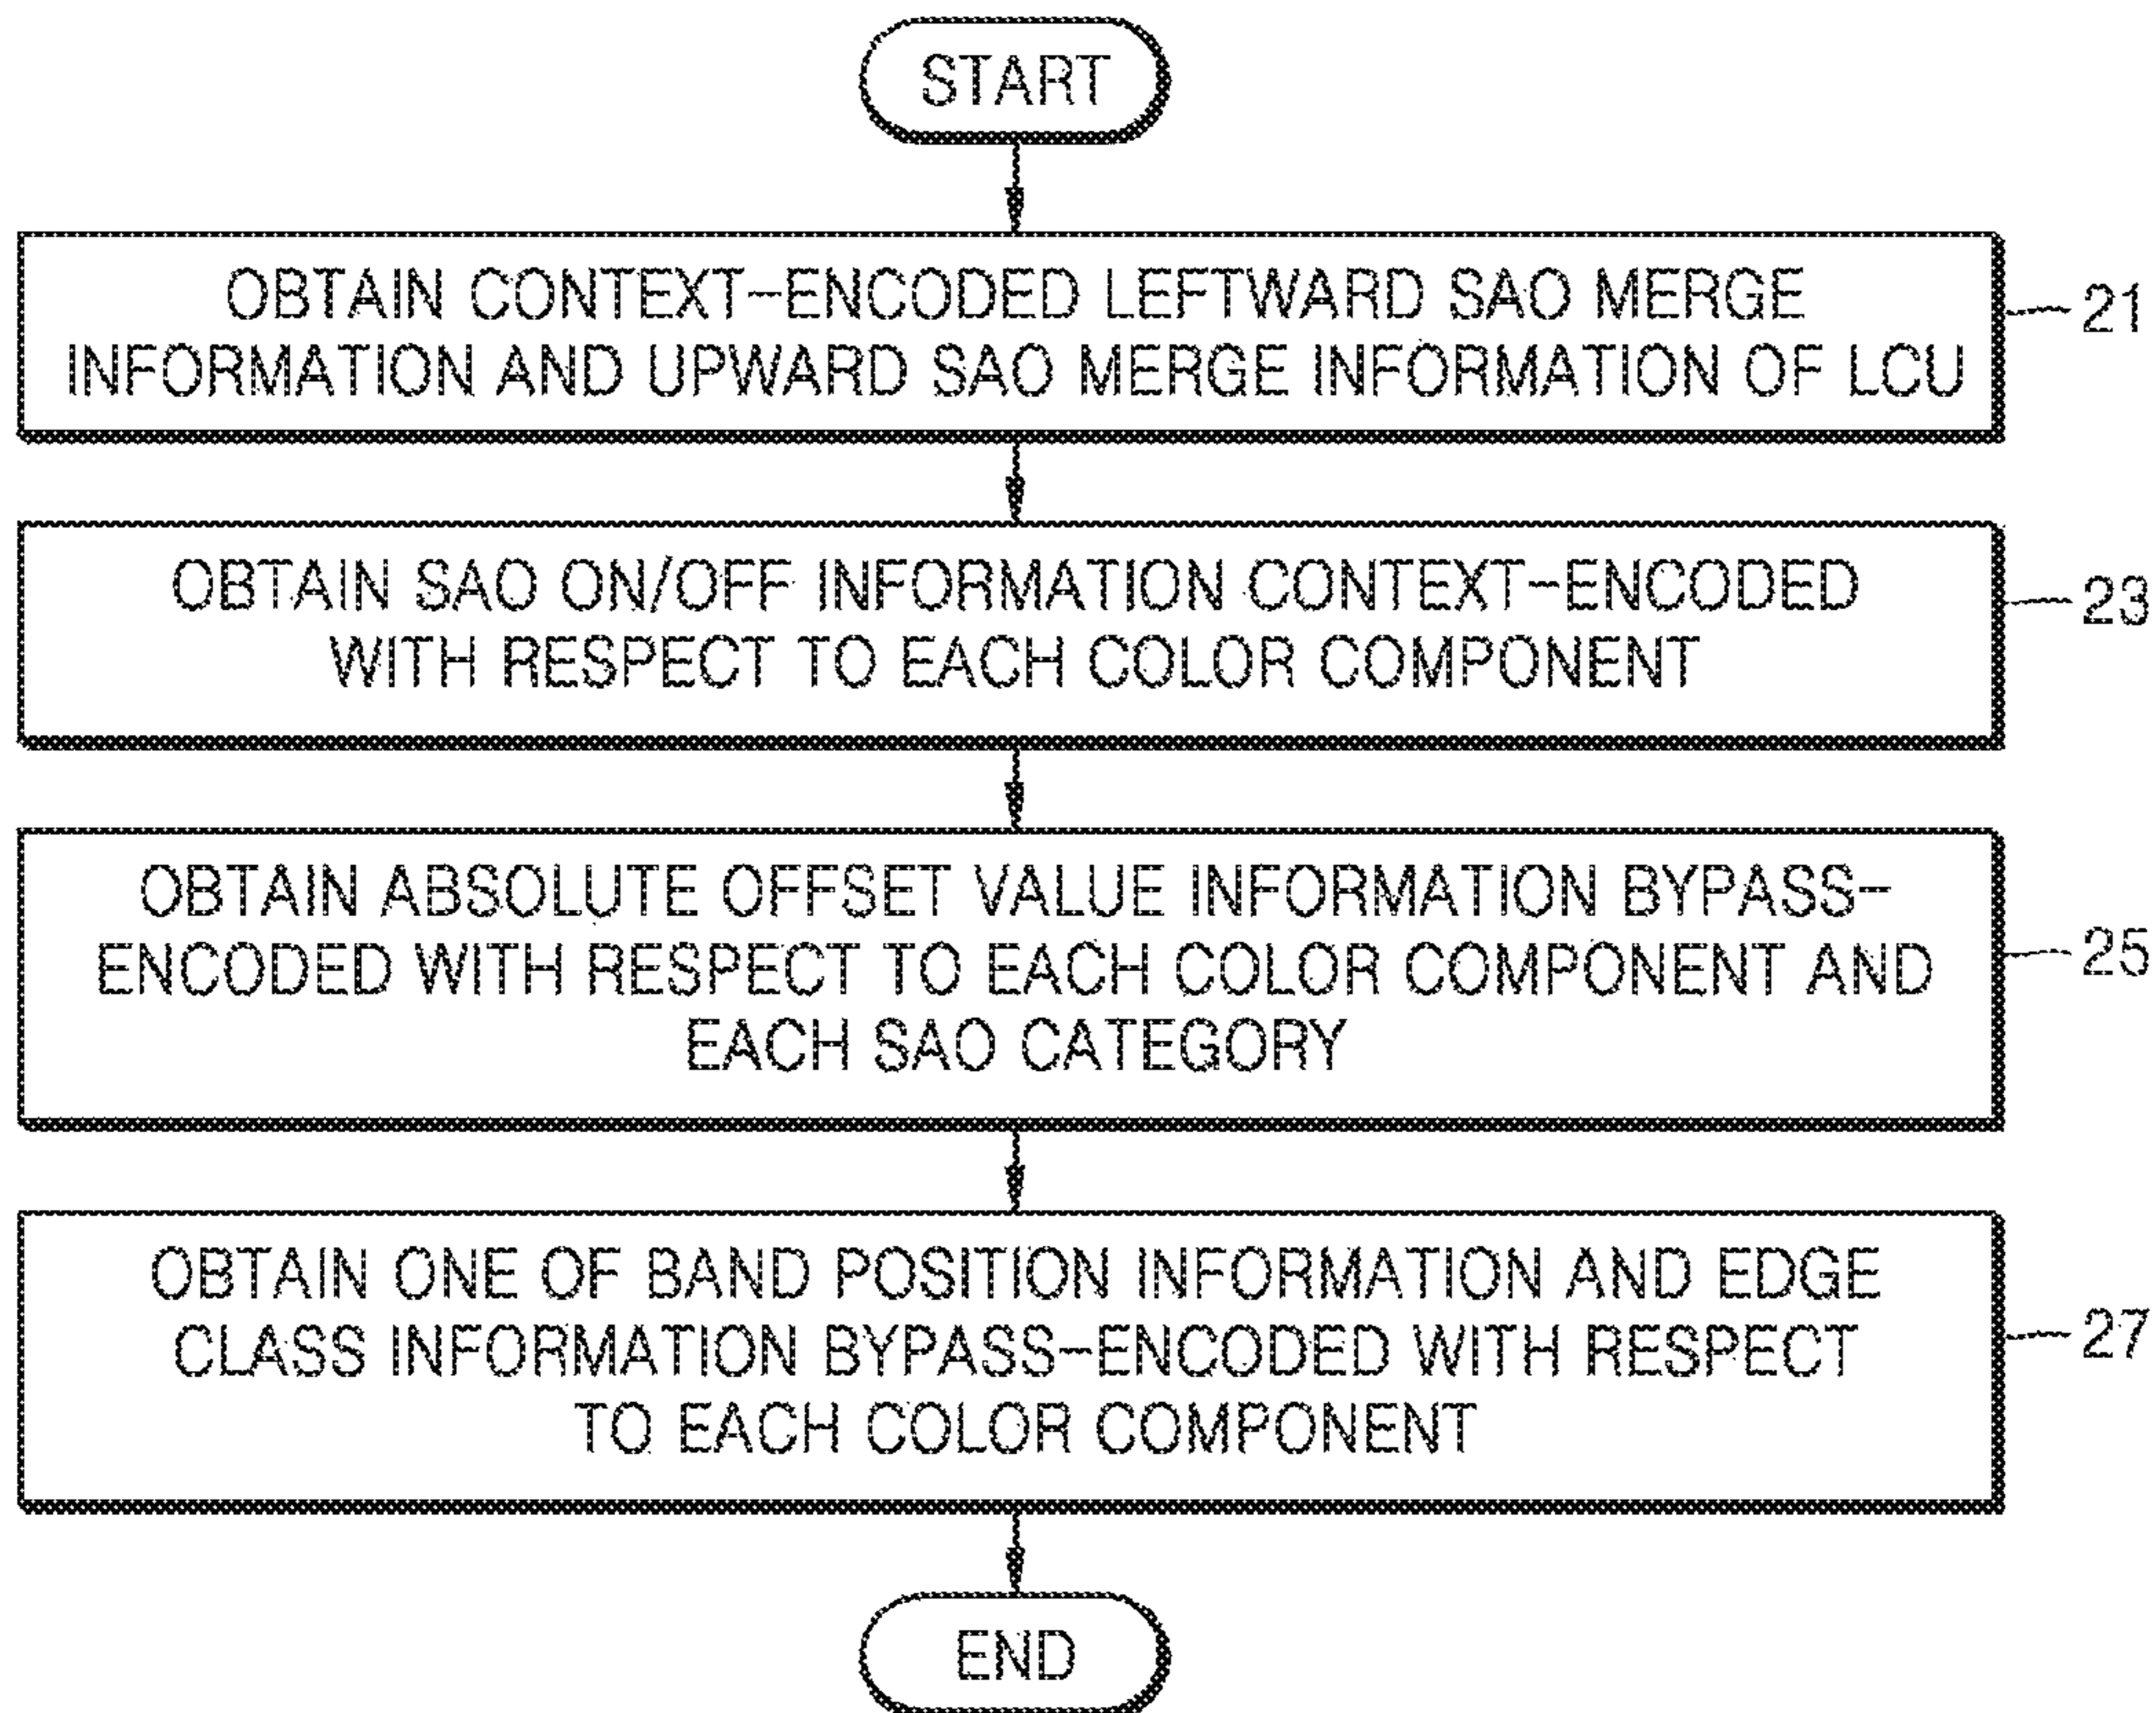 START
OBTAIN CONTEXT-ENCODED LEFTWARD SAO MERGE
INFORMATION AND UPWARD SAO MERGE INFORMATION OF LCU
21
OBTAIN SAO ON/OFF INFORMATION CONTEXT-ENCODED
WITH RESPECT TO EACH COLOR COMPONENT
23
OBTAIN ABSOLUTE OFFSET VALUE INFORMATION BYPASS-
ENCODED WITH RESPECT TO EACH COLOR COMPONENT AND
EACH SAO CATEGORY
25
OBTAIN ONE OF BAND POSITION INFORMATION AND EDGE
CLASS INFORMATION BYPASS-ENCODED WITH RESPECT
TO EACH COLOR COMPONENT
27
END